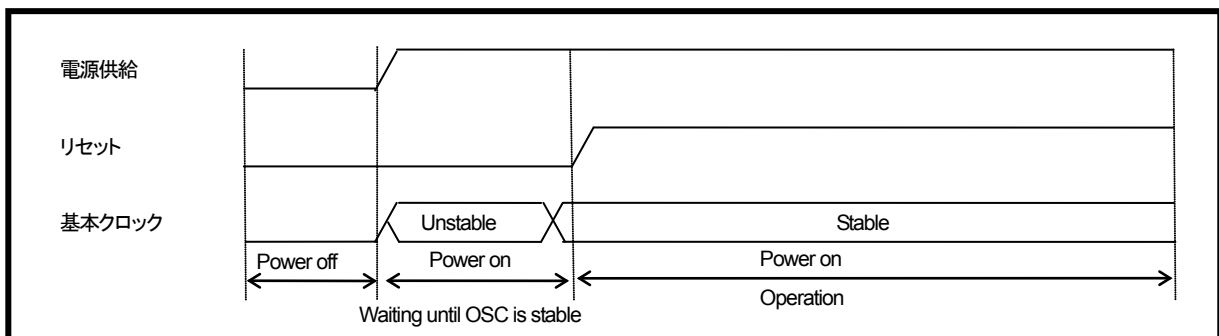 電源供給
リセット
基本クロック
Unstable
Stable
Power off
Power on
Power on
Waiting until OSC is stable
Operation